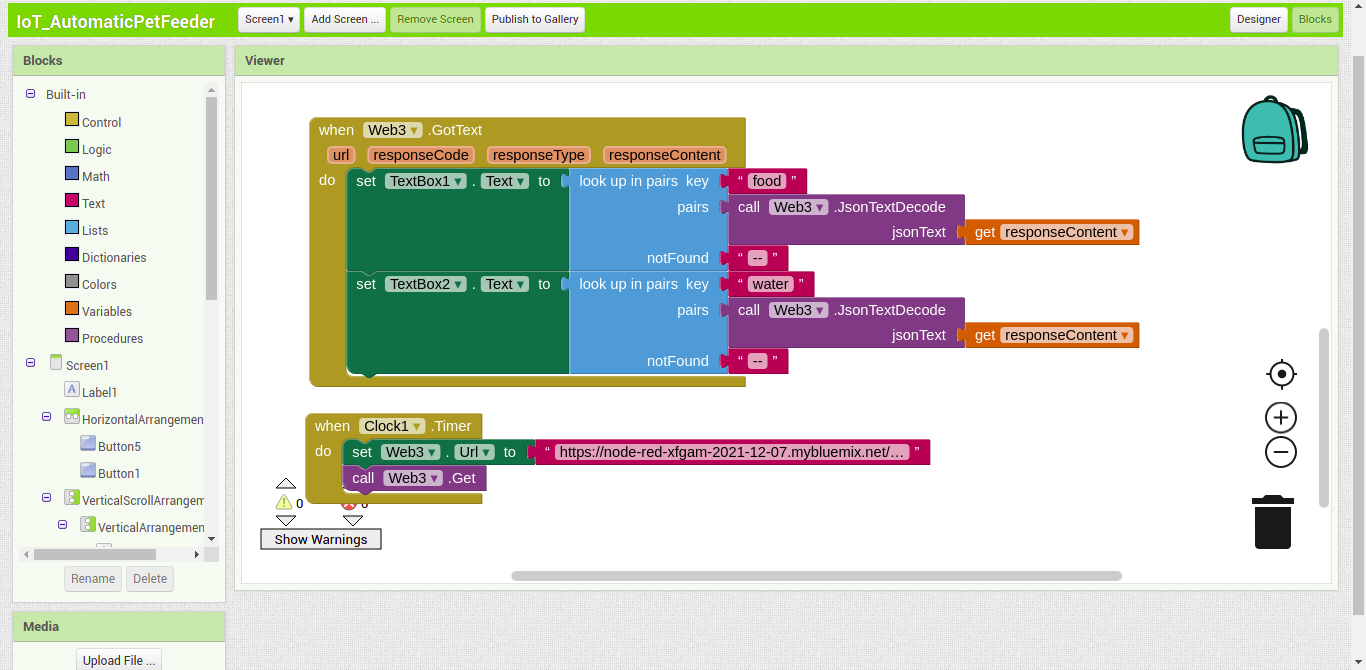 IoT_AutomaticPetFeeder Screen1 ▾ Add Screen ... Remove Screen Publish to Gallery Designer Blocks
Blocks
Built-in
Control
Logic
Math
Text
Lists
Dictionaries
Colors
Variables
Procedures
Screen1
Label1
HorizontalArrangemen
Button5
Button1
VerticalScrollArrangem
VerticalArrangemen
Rename Delete
Media
Upload File ...
Viewer
when Web3 ▾ .GotText
url responseCode responseType responseContent
do set TextBox1 ▾ . Text ▾ to look up in pairs key “ food ”
pairs call Web3 ▾ .JsonTextDecode
jsonText get responseContent ▾
notFound “ -- ”
set TextBox2 ▾ . Text ▾ to look up in pairs key “ water ”
pairs call Web3 ▾ .JsonTextDecode
jsonText get responseContent ▾
notFound “ -- ”
when Clock1 ▾ .Timer
do set Web3 ▾ . Url ▾ to “ https://node-red-xfgam-2021-12-07.mybluemix.net/... ”
call Web3 ▾ .Get
0 0
Show Warnings